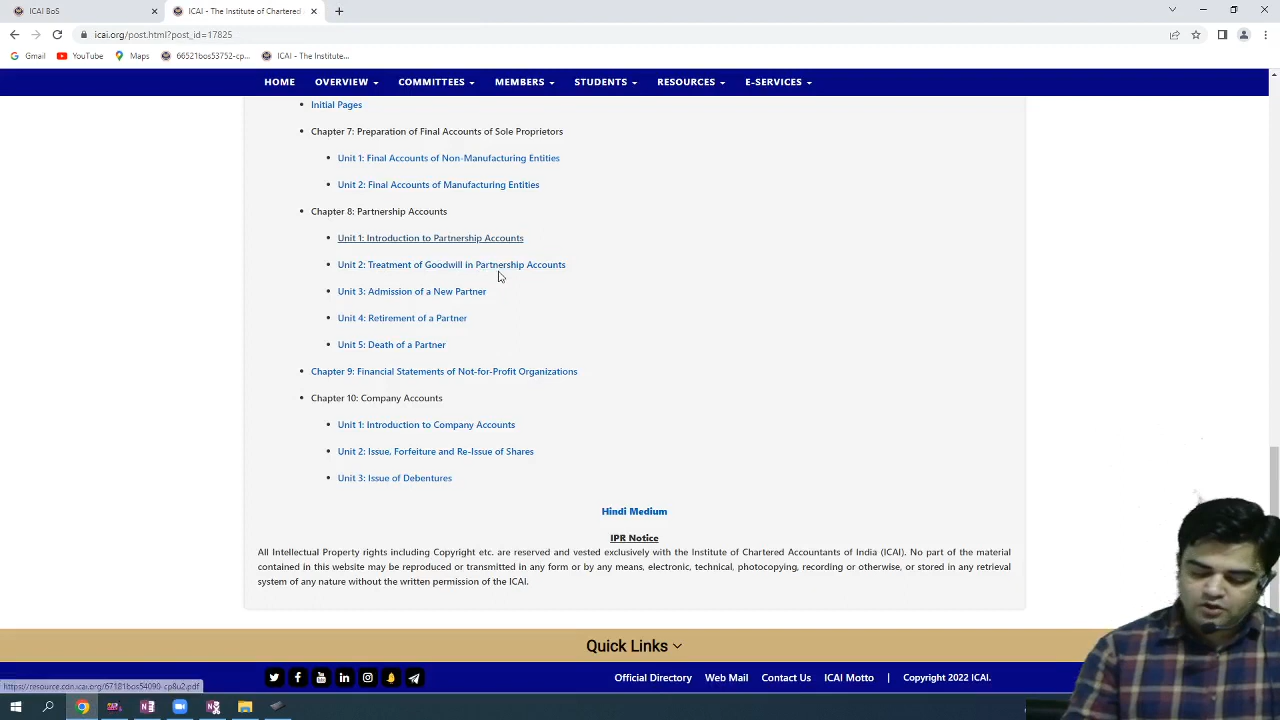 ICAI BoS
ICAI - The Institute of Chartered
icai.org/post.html?post_id=17825
Gmail
YouTube
Maps
66521bos53752-cp...
ICAI - The Institute...
HOME OVERVIEW COMMITTEES MEMBERS STUDENTS RESOURCES E-SERVICES
Initial Pages
Chapter 7: Preparation of Final Accounts of Sole Proprietors
Unit 1: Final Accounts of Non-Manufacturing Entities
Unit 2: Final Accounts of Manufacturing Entities
Chapter 8: Partnership Accounts
Unit 1: Introduction to Partnership Accounts
Unit 2: Treatment of Goodwill in Partnership Accounts
Unit 3: Admission of a New Partner
Unit 4: Retirement of a Partner
Unit 5: Death of a Partner
Chapter 9: Financial Statements of Not-for-Profit Organizations
Chapter 10: Company Accounts
Unit 1: Introduction to Company Accounts
Unit 2: Issue, Forfeiture and Re-Issue of Shares
Unit 3: Issue of Debentures
Hindi Medium
IPR Notice
All Intellectual Property rights including Copyright etc. are reserved and vested exclusively with the Institute of Chartered Accountants of India (ICAI). No part of the material
contained in this website may be reproduced or transmitted in any form or by any means, electronic, technical, photocopying, recording or otherwise, or stored in any retrieval
system of any nature without the written permission of the ICAI.
Quick Links
Official Directory Web Mail Contact Us ICAI Motto | Copyright 2022 ICAI.
https://resource.cdn.icai.org/67181bos54090-cp8u2.pdf